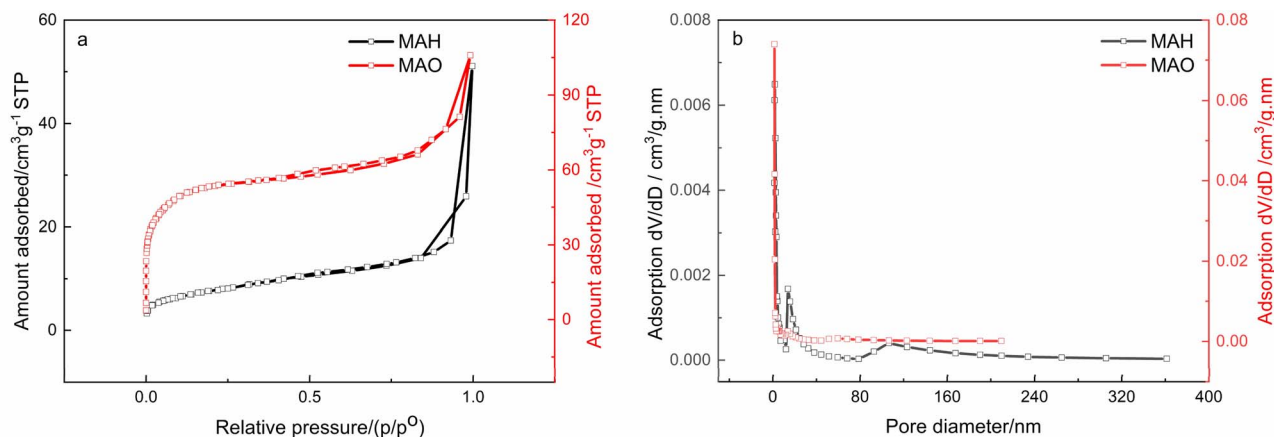 a
MAH
MAO
Amount adsorbed/cm³g⁻¹ STP
60
40
20
0
Amount adsorbed /cm³g⁻¹ STP
120
90
60
30
0
0.0
0.5
1.0
Relative pressure/(p/p⁰)
b
MAH
MAO
Adsorption dV/dD / cm³/g.nm
0.008
0.006
0.004
0.002
0.000
Adsorption dV/dD / cm³/g.nm
0.08
0.06
0.04
0.02
0.00
0
80
160
240
320
400
Pore diameter/nm